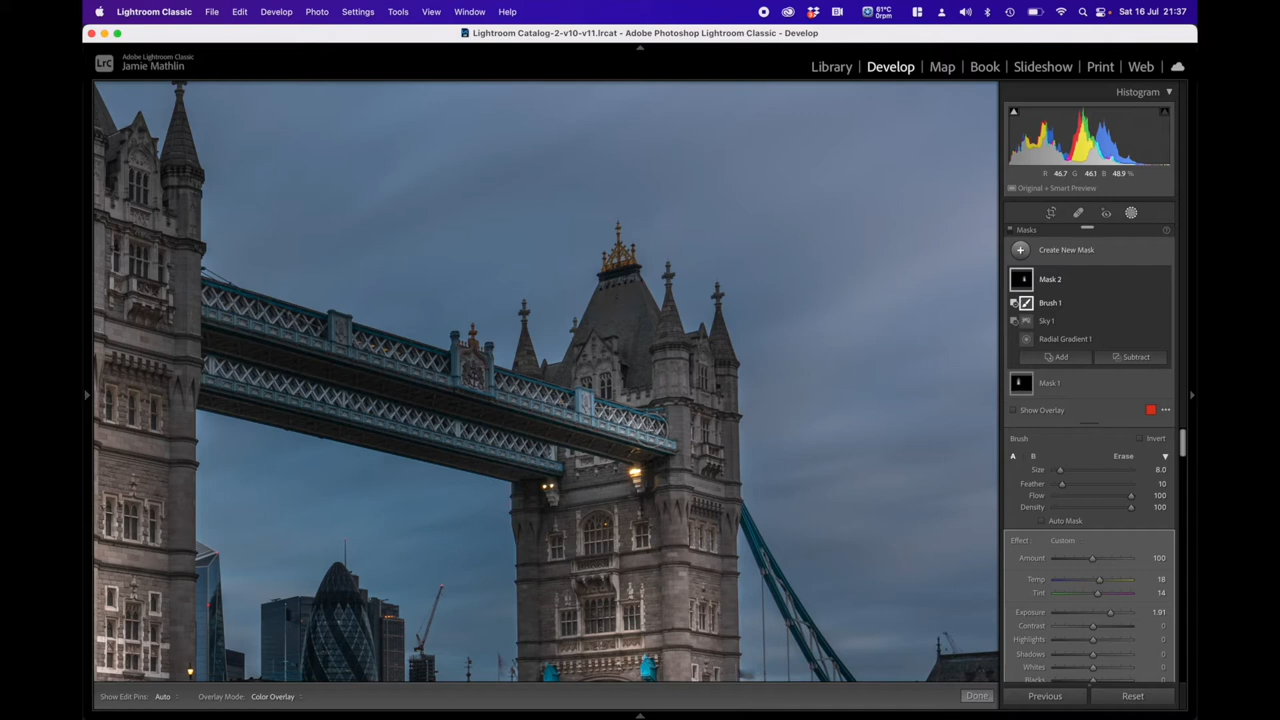 Lightroom Classic File Edit Develop Photo Settings Tools View Window Help 61°C 0rpm Sat 16 Jul 21:37
Lightroom Catalog-2-v10-v11.lrcat - Adobe Photoshop Lightroom Classic - Develop
LrC Adobe Lightroom Classic
Jamie Mathlin
Library | Develop | Map | Book | Slideshow | Print | Web
Histogram
R 46.7 G 46.1 B 48.9 %
Original + Smart Preview
Masks
Create New Mask
Mask 2
Brush 1
Sky 1
Radial Gradient 1
Add Subtract
Mask 1
Show Overlay
Brush Invert
A B Erase
Size 8.0
Feather 10
Flow 100
Density 100
Auto Mask
Effect: Custom
Amount 100
Temp 18
Tint 14
Exposure 1.91
Contrast 0
Highlights 0
Shadows 0
Whites 0
Blacks
Show Edit Pins: Auto Overlay Mode: Color Overlay Done
Previous Reset